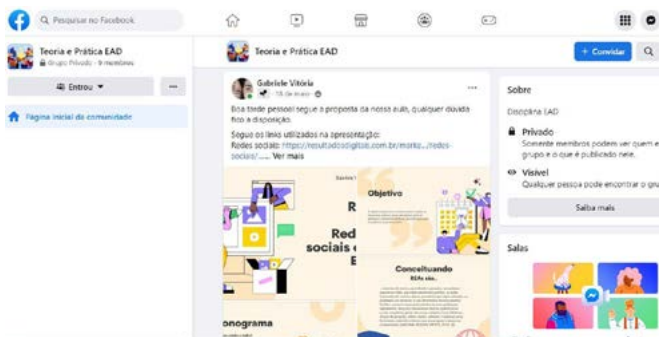 Pesquisar no Facebook
Teoria e Prática EAD
Grupo Privado · 9 membros
Entrou
Página inicial da comunidade
Teoria e Prática EAD
+ Convidar
Gabriele Vitória
18 de maio
Boa tarde pessoal segue a proposta da nossa aula, qualquer dúvida
fico a disposição.
Segue os links utilizados na apresentação:
Redes sociais: https://resultadosdigitais.com.br/marke.../redes-
sociais/...... Ver mais
Objetivo
R
Red
sociais e
E
Conceituando
REAs são..
onograma
Sobre
Disciplina EAD
Privado
Somente membros podem ver quem e
grupo e o que é publicado nele.
Visível
Qualquer pessoa pode encontrar o gru
Saiba mais
Salas